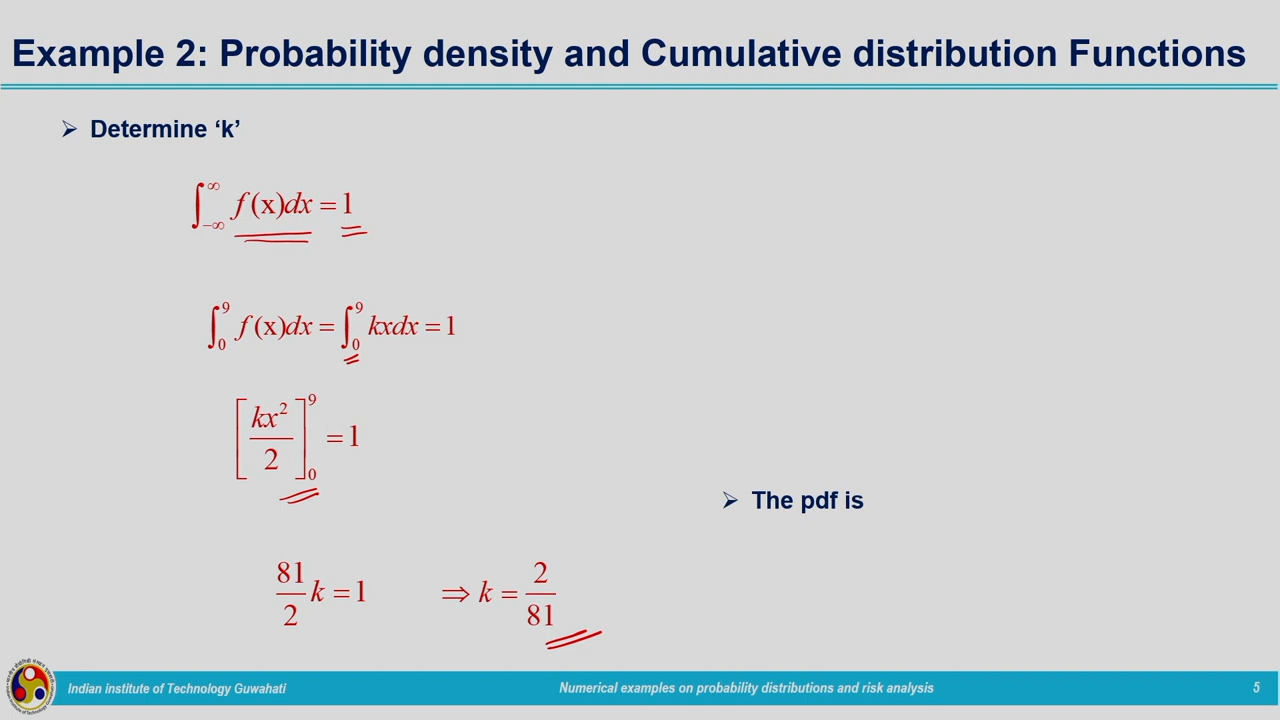 Example 2: Probability density and Cumulative distribution Functions
➢ Determine ‘k’
∫_{−∞}^{∞} f(x)dx = 1
∫_0^9 f(x)dx = ∫_0^9 kxdx = 1
[kx²/2]_0^9 = 1
➢ The pdf is
81/2 k = 1 ⇒ k = 2/81
Indian institute of Technology Guwahati Numerical examples on probability distributions and risk analysis 5